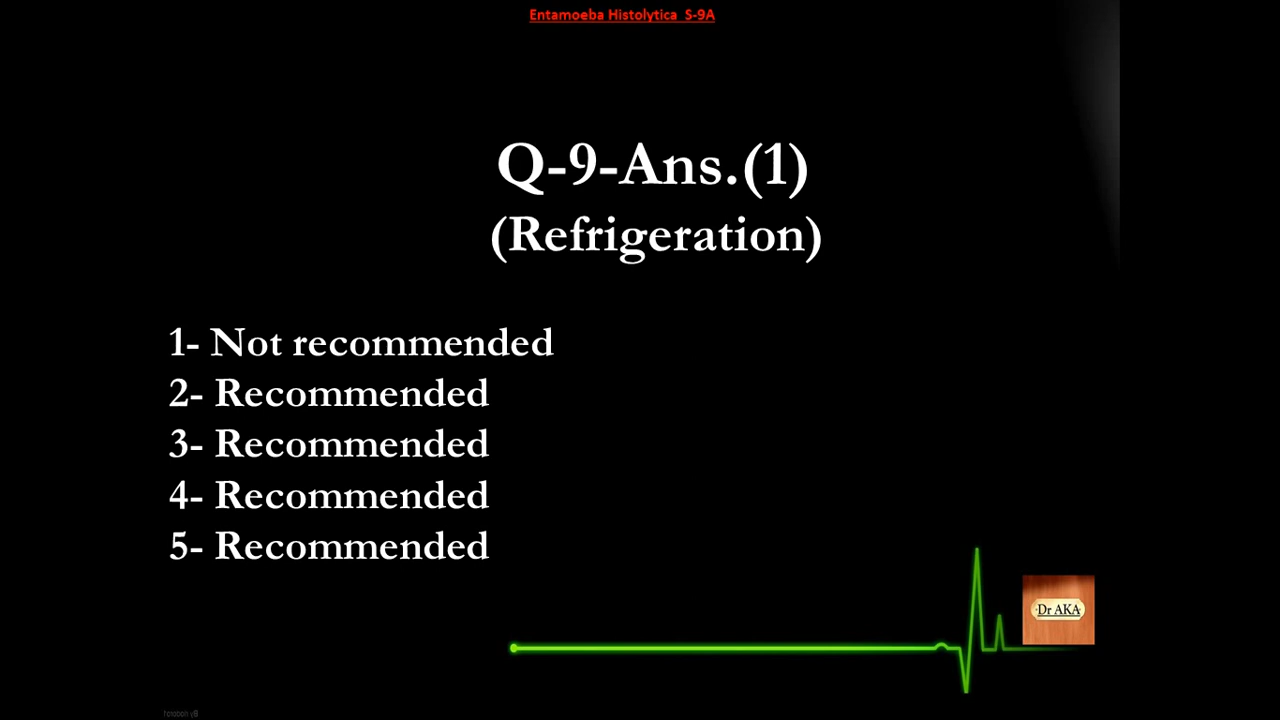 Entamoeba Histolytica S-9A
Q-9-Ans.(1)
(Refrigeration)
1- Not recommended
2- Recommended
3- Recommended
4- Recommended
5- Recommended
Dr AKA